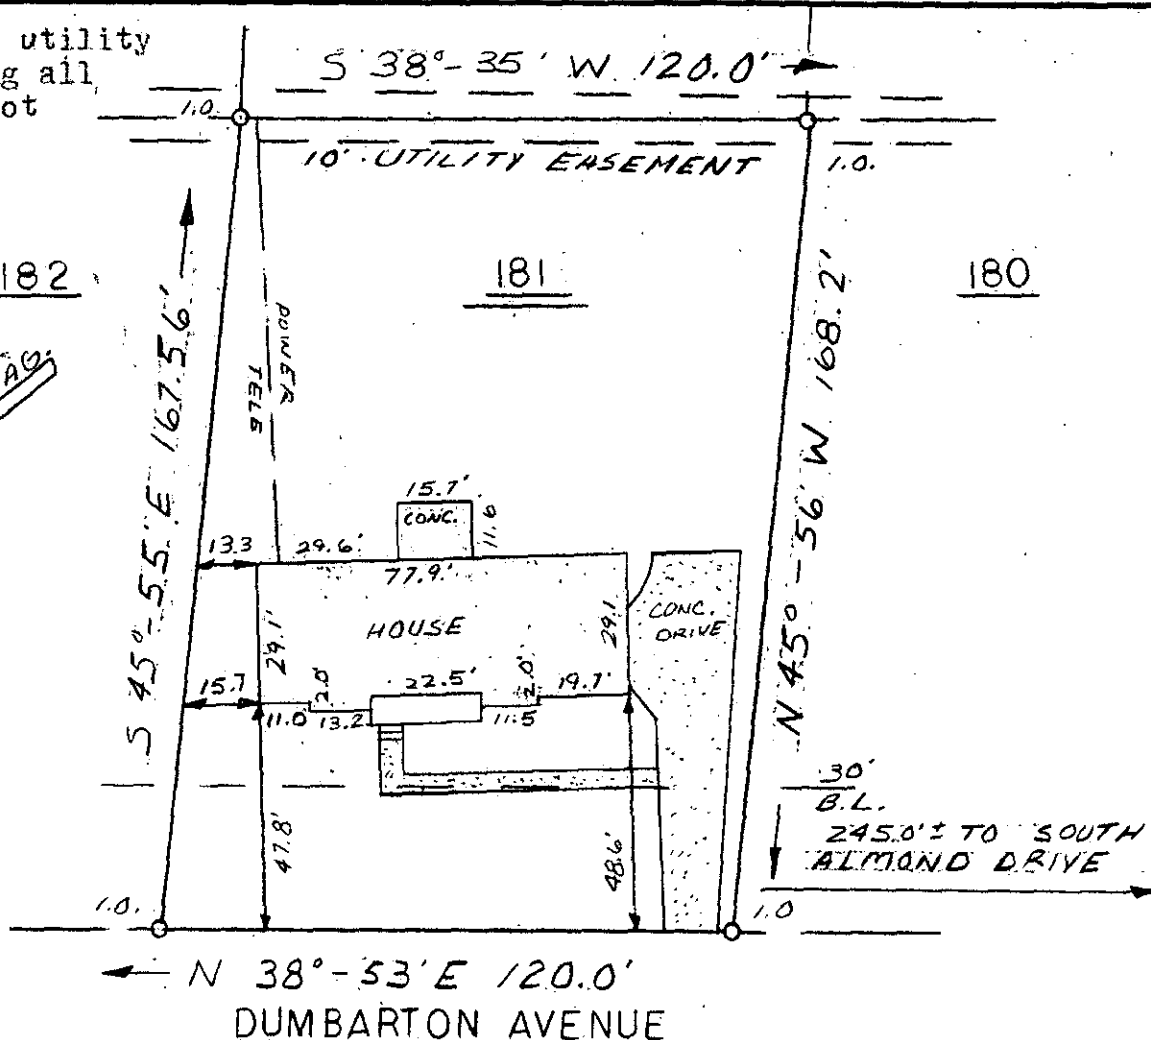 utility
g all
ot
S 38°-35' W 120.0'
1.0
10' UTILITY EASEMENT
1.0.
182
181
180
S 45°-55' E 167.56'
POWER
TELE
N 45°-56' W 168.2'
AG.
15.7'
CONC.
11.6
13.3
29.6'
77.9'
HOUSE
29.1'
29.1
CONC.
DRIVE
15.7
2.0'
22.5'
2.0'
19.7'
11.0
13.2
11.5
47.8'
48.6'
30'
B.L.
245.0'± TO SOUTH
ALMOND DRIVE
1.0.
1.0
N 38°-53' E 120.0'
DUMBARTON AVENUE